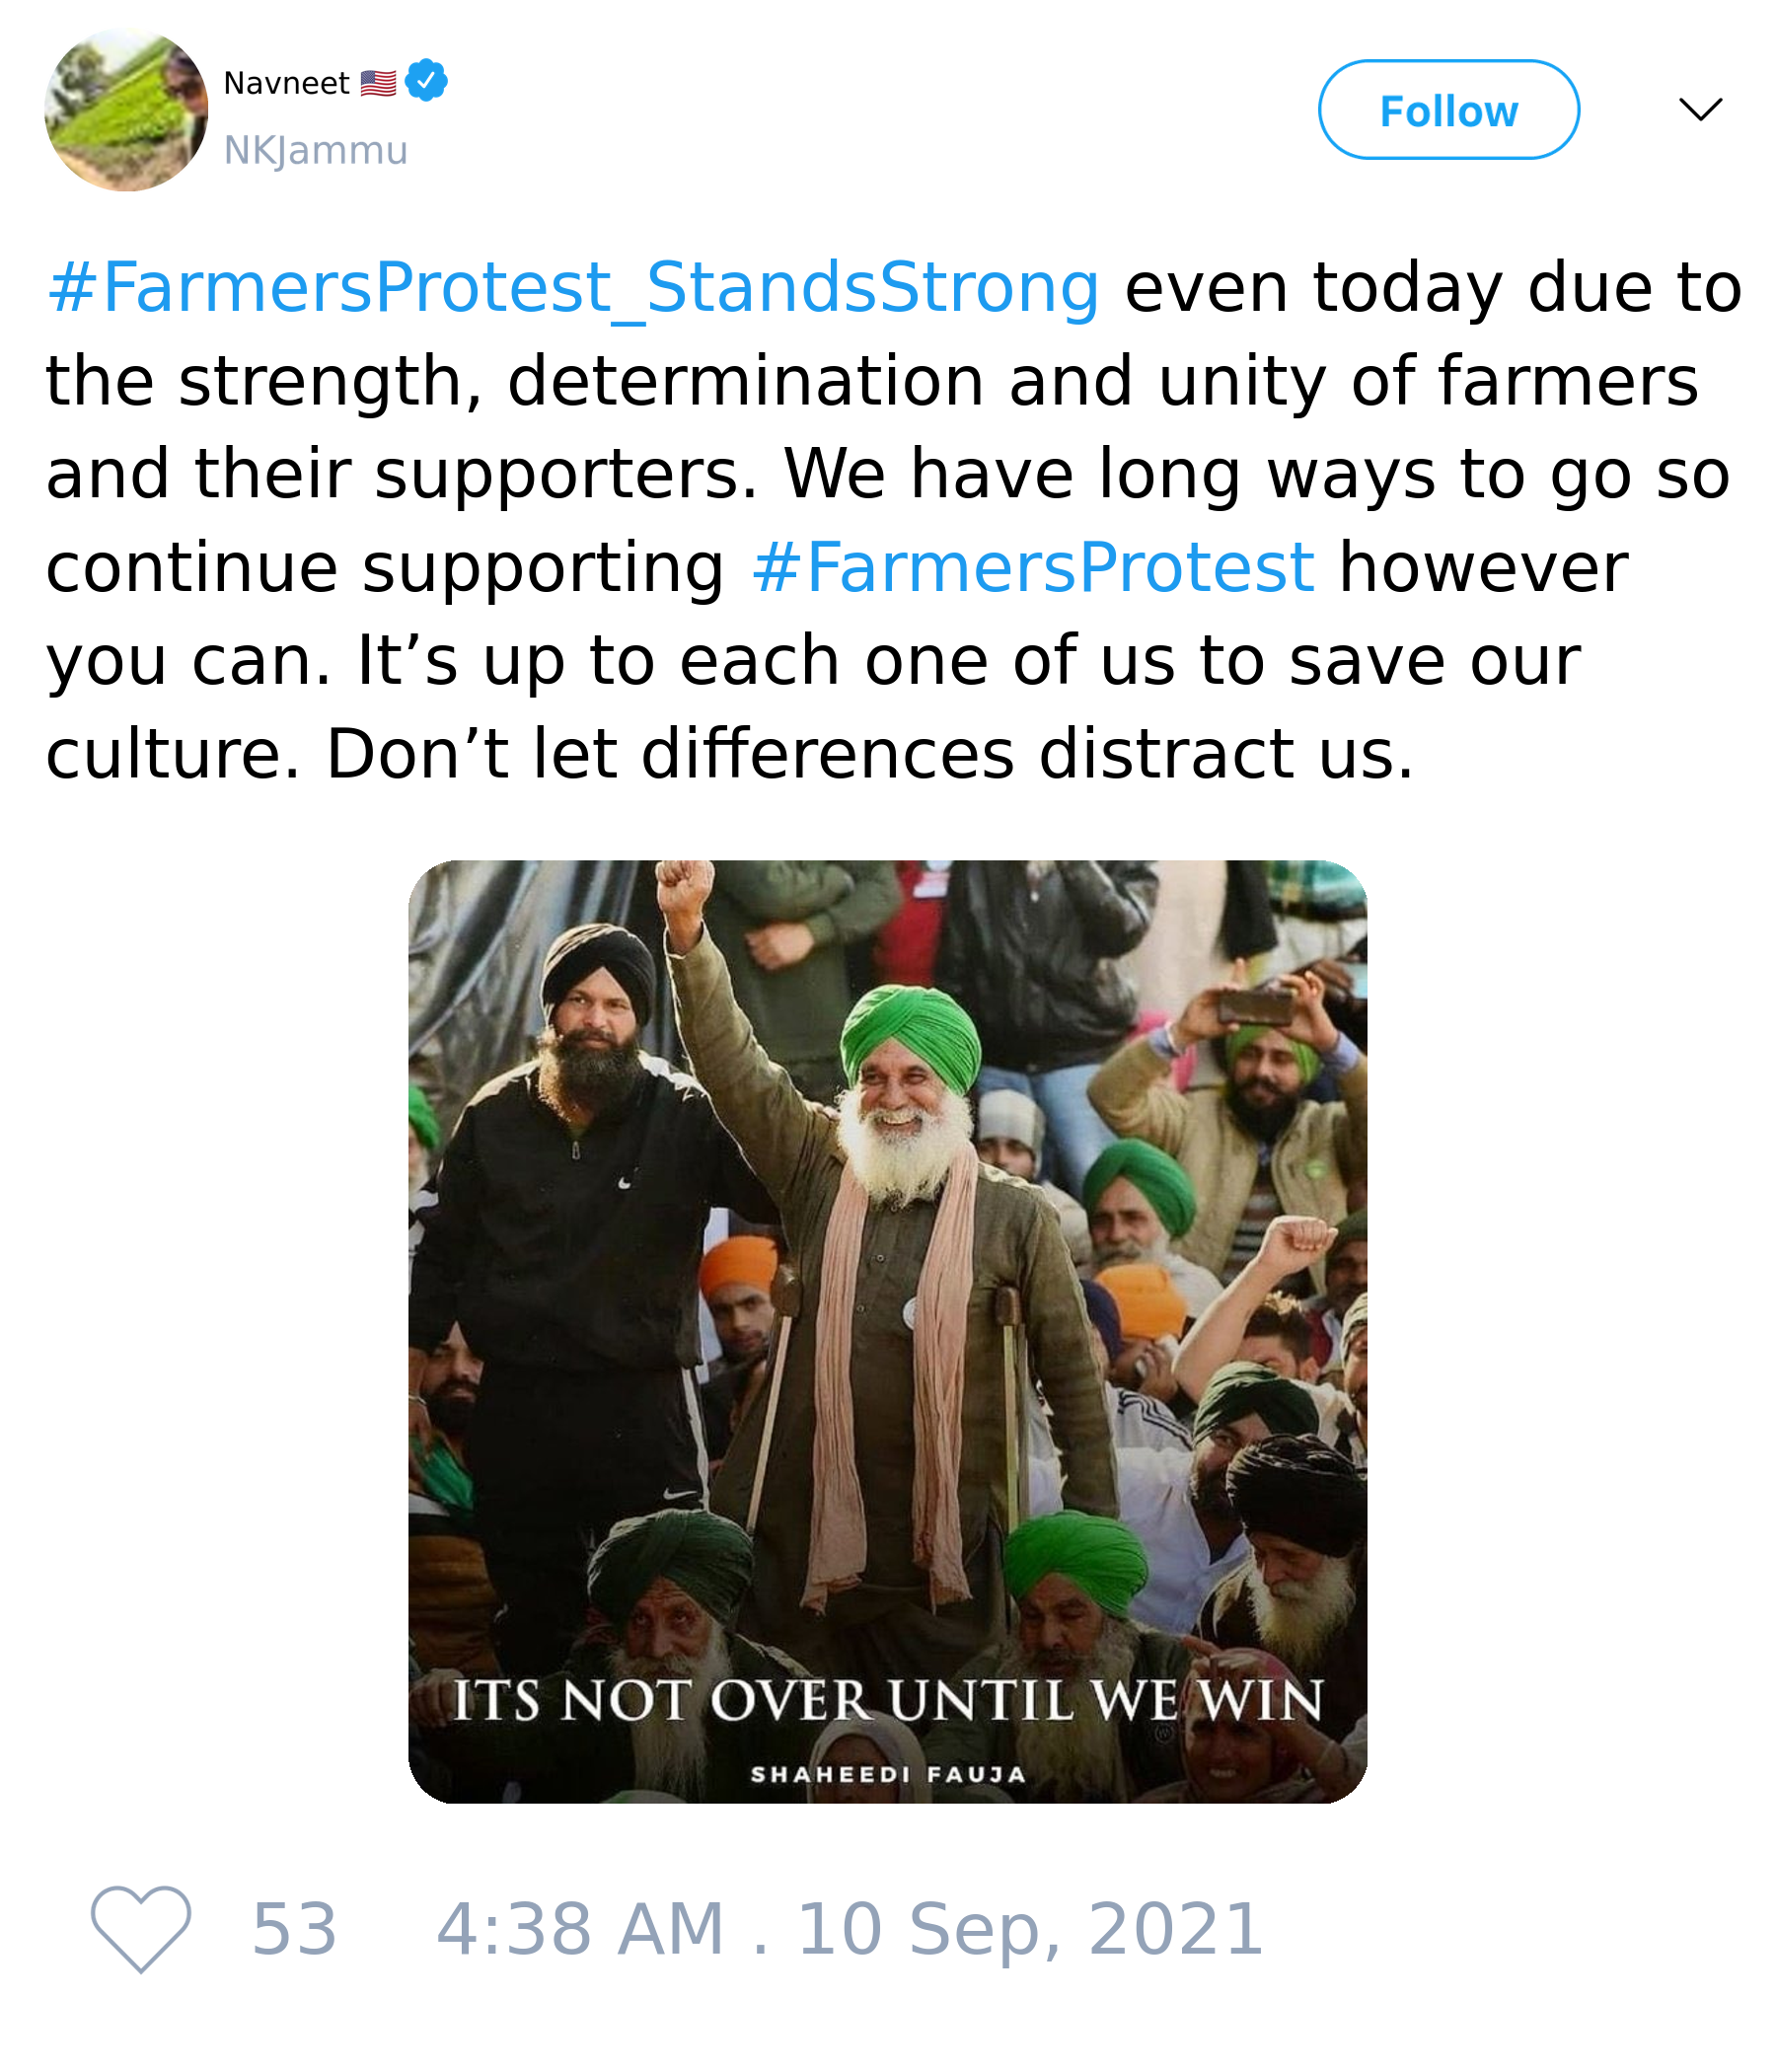 Navneet 🇺🇸
NKJammu
Follow
#FarmersProtest_StandsStrong even today due to
the strength, determination and unity of farmers
and their supporters. We have long ways to go so
continue supporting #FarmersProtest however
you can. It’s up to each one of us to save our
culture. Don’t let differences distract us.
ITS NOT OVER UNTIL WE WIN
SHAHEEDI FAUJA
53 4:38 AM . 10 Sep, 2021